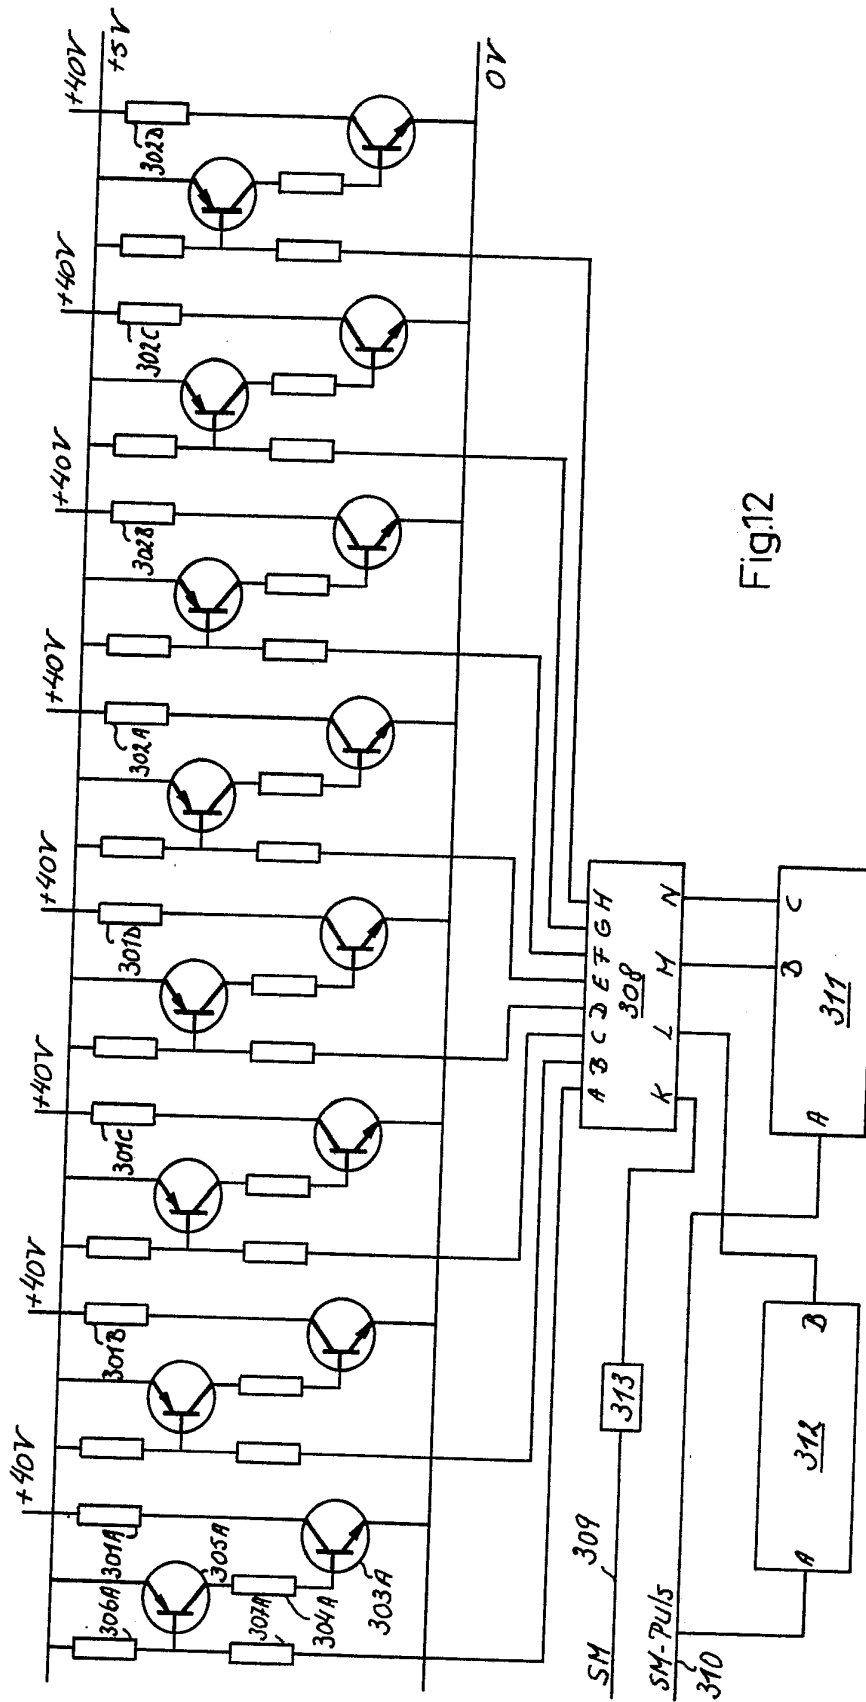 +40V
+40V
+40V
+40V
+40V
+40V
+40V
+40V
+5V
306A
301A
305A
301B
301C
301D
302A
302B
302C
302D
307A
304A
303A
0V
A B C D E F G H
308
K L M N
SM
309
313
SM-Puls
310
A
312
B
A
B
C
311
Fig.12